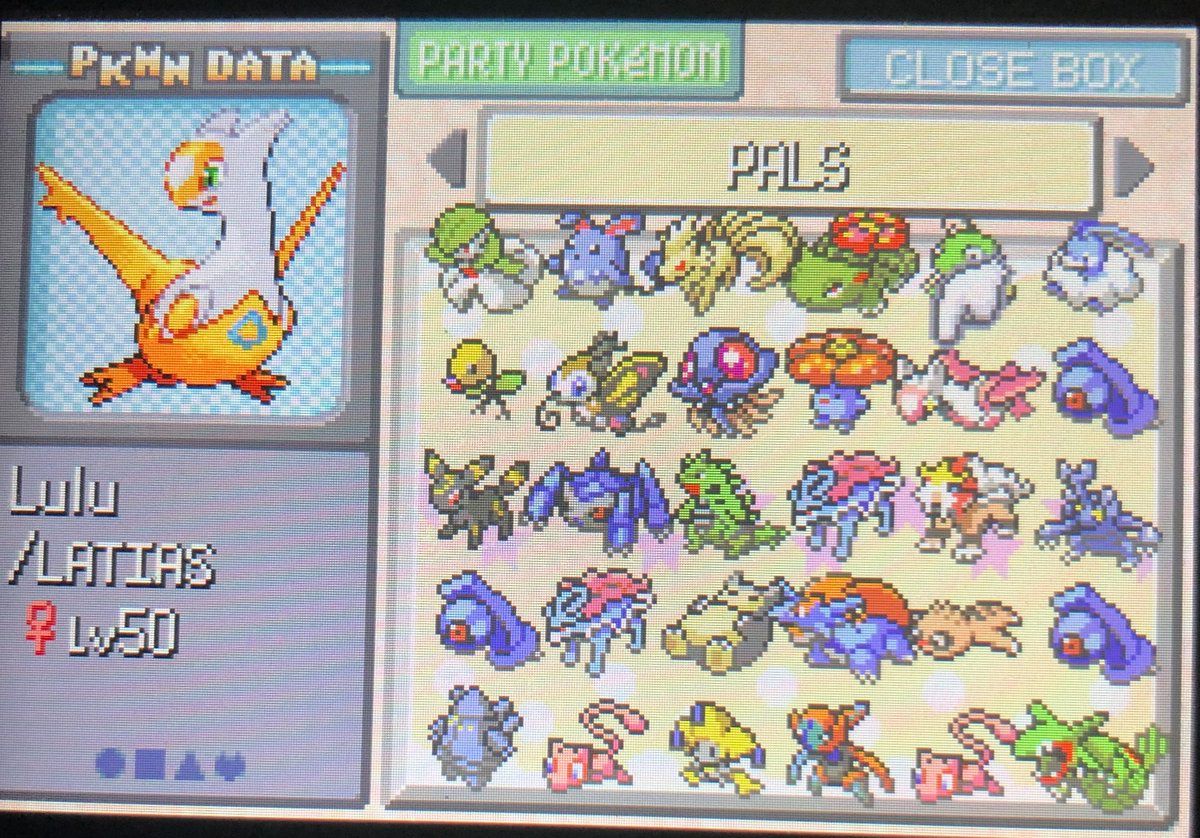 PKMN DATA
PARTY POKéMON
CLOSE BOX
PALS
Lulu
/LATIAS
♀ Lv50